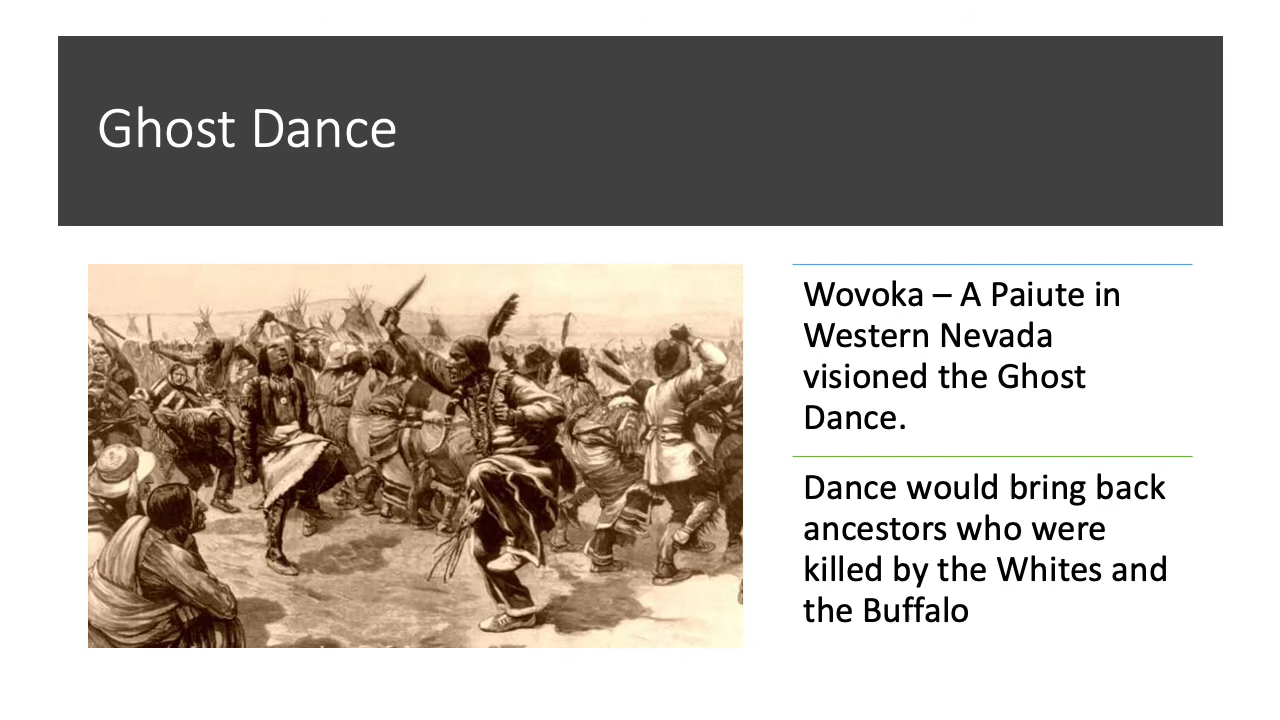 Ghost Dance
Wovoka – A Paiute in
Western Nevada
visioned the Ghost
Dance.
Dance would bring back
ancestors who were
killed by the Whites and
the Buffalo